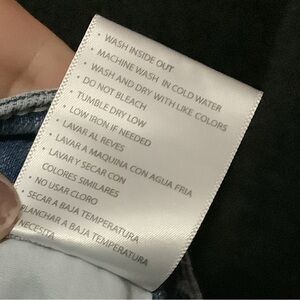 • WASH INSIDE OUT
• MACHINE WASH IN COLD WATER
• WASH AND DRY WITH LIKE COLORS
• DO NOT BLEACH
• TUMBLE DRY LOW
• LOW IRON IF NEEDED
• LAVAR AL REVES
• LAVAR A MAQUINA CON AGUA FRIA
• LAVAR Y SECAR CON
COLORES SIMILARES
• NO USAR CLORO
• SECAR A BAJA TEMPERATURA
PLANCHAR A BAJA TEMPERATURA
NECESITA